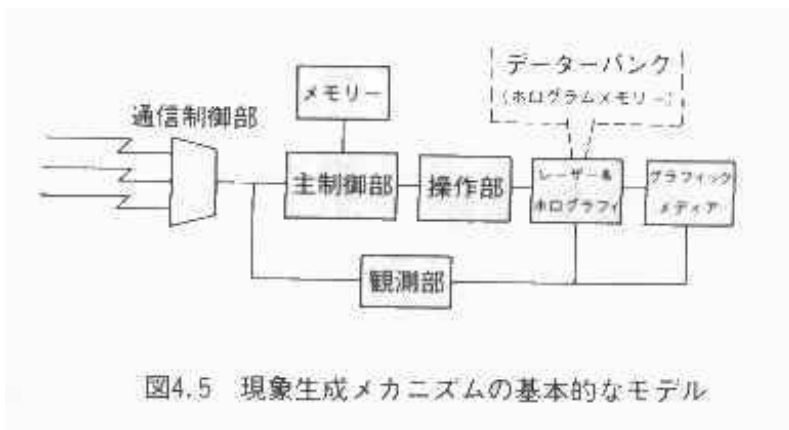 データーバンク
(ホログラムメモリー)
メモリー
通信制御部
主制御部
操作部
レーザー&
ホログラフィ
グラフィック
メディア
観測部
図4.5 現象生成メカニズムの基本的なモデル